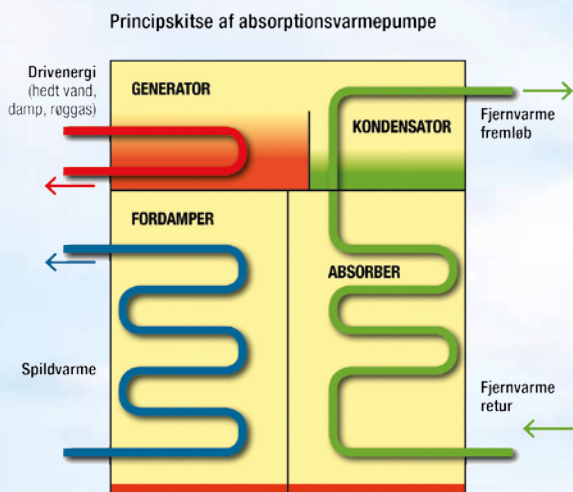 Principskitse af absorptionsvarmepumpe
Drivenergi
(hedt vand,
damp, røggas)
GENERATOR
KONDENSATOR
Fjernvarme
fremløb
FORDAMPER
ABSORBER
Spildvarme
Fjernvarme
retur